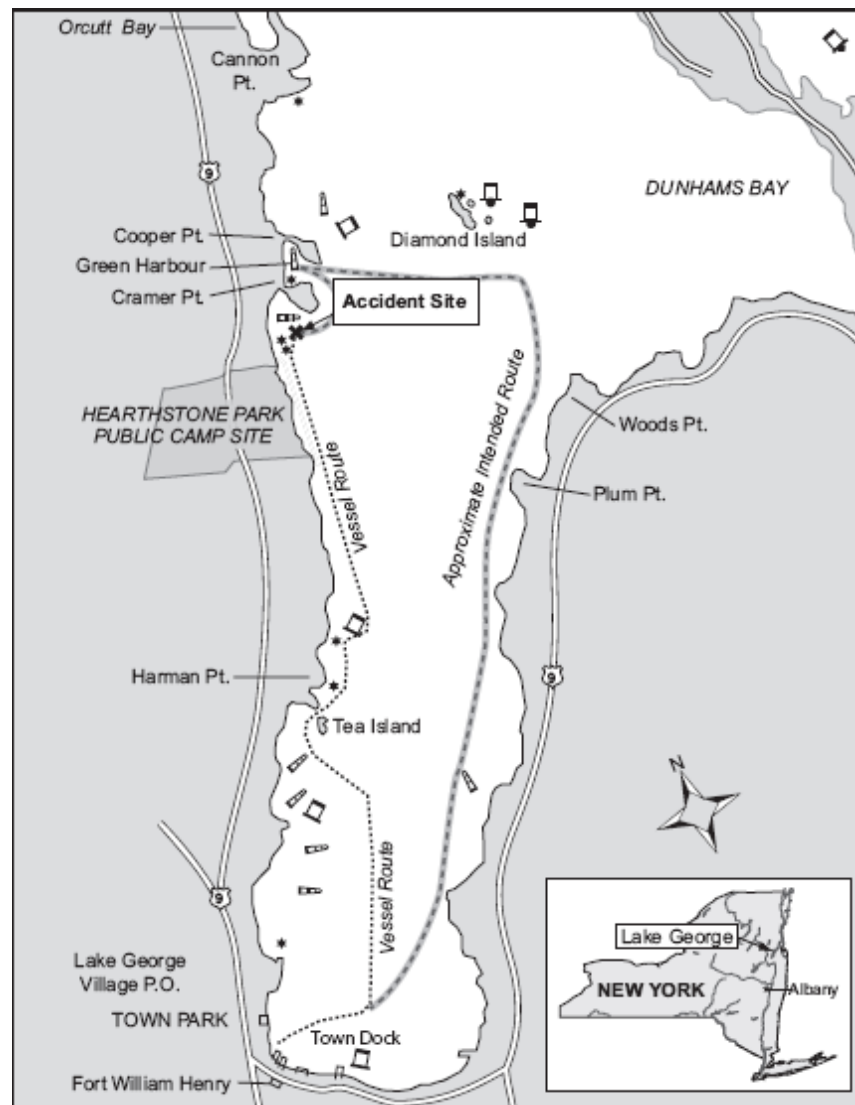 Orcutt Bay
Cannon
Pt.
9
DUNHAMS BAY
Cooper Pt.
Diamond Island
Green Harbour
Cramer Pt.
Accident Site
HEARTHSTONE PARK
PUBLIC CAMP SITE
Woods Pt.
Plum Pt.
Vessel Route
Approximate Intended Route
Harman Pt.
9
Tea Island
N
Vessel Route
9
Lake George
Village P.O.
TOWN PARK
Town Dock
Fort William Henry
Lake George
NEW YORK
Albany